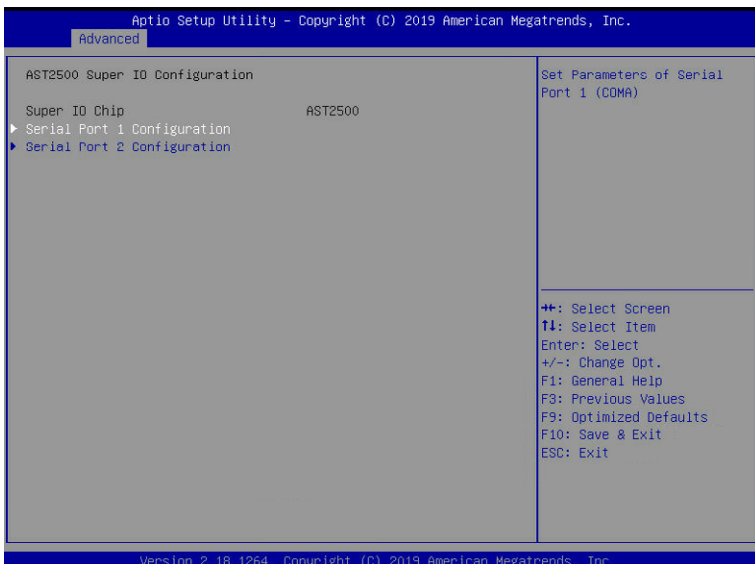 Aptio Setup Utility – Copyright (C) 2019 American Megatrends, Inc.
Advanced
AST2500 Super IO Configuration
Super IO Chip AST2500
Serial Port 1 Configuration
Serial Port 2 Configuration
Set Parameters of Serial
Port 1 (COMA)
→←: Select Screen
↑↓: Select Item
Enter: Select
+/-: Change Opt.
F1: General Help
F3: Previous Values
F9: Optimized Defaults
F10: Save & Exit
ESC: Exit
Version 2.18.1264. Copyright (C) 2019 American Megatrends, Inc.